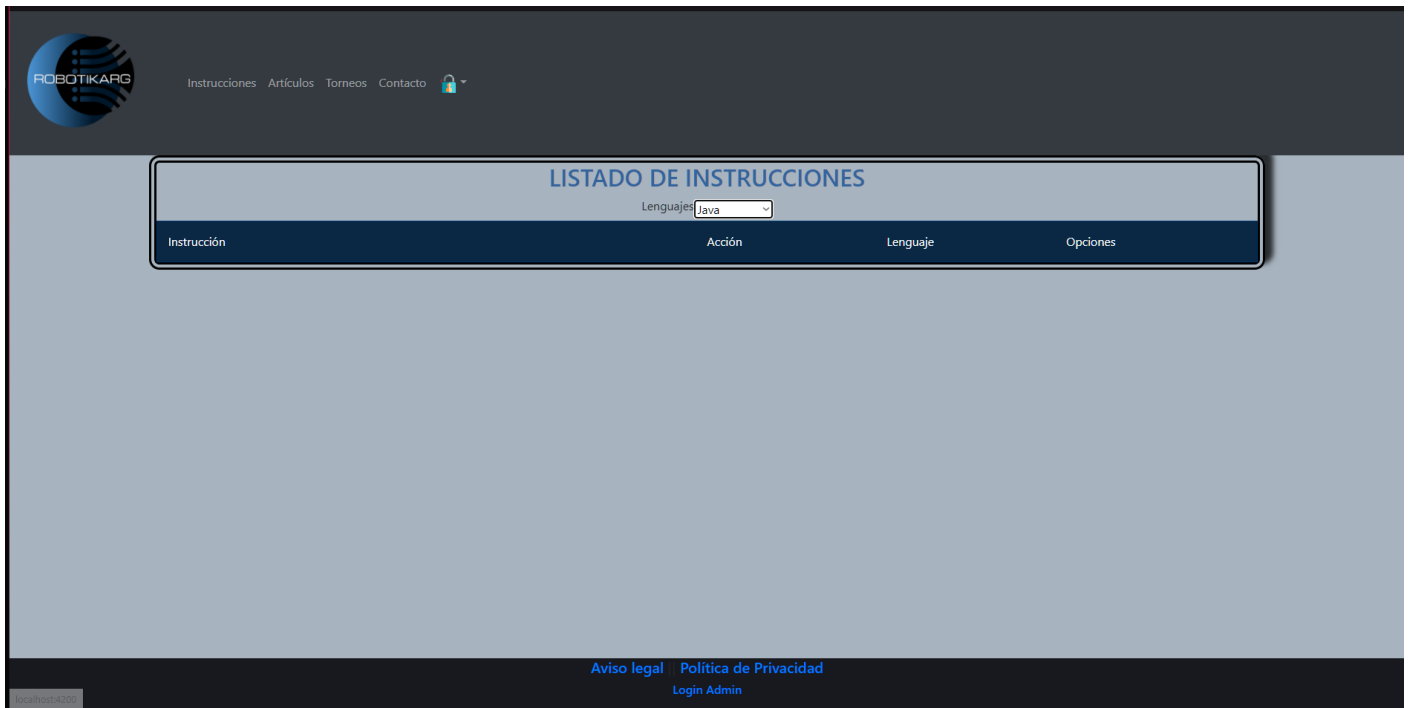 ROBOTIKARG
Instrucciones Artículos Torneos Contacto
LISTADO DE INSTRUCCIONES
Lenguajes Java
Instrucción Acción Lenguaje Opciones
Aviso legal || Política de Privacidad
Login Admin
localhost:4200